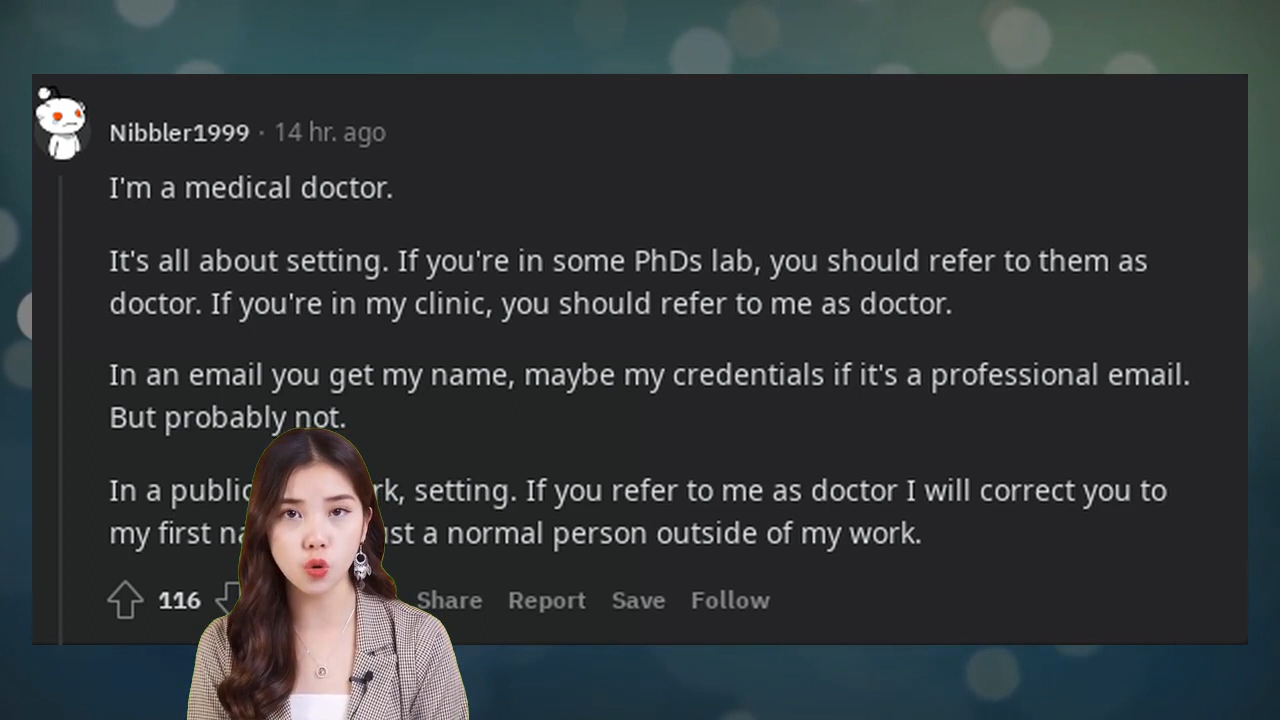 Nibbler1999 · 14 hr. ago
I'm a medical doctor.
It's all about setting. If you're in some PhDs lab, you should refer to them as
doctor. If you're in my clinic, you should refer to me as doctor.
In an email you get my name, maybe my credentials if it's a professional email.
But probably not.
In a public setting. If you refer to me as doctor I will correct you to
my first a normal person outside of my work.
116 Share Report Save Follow